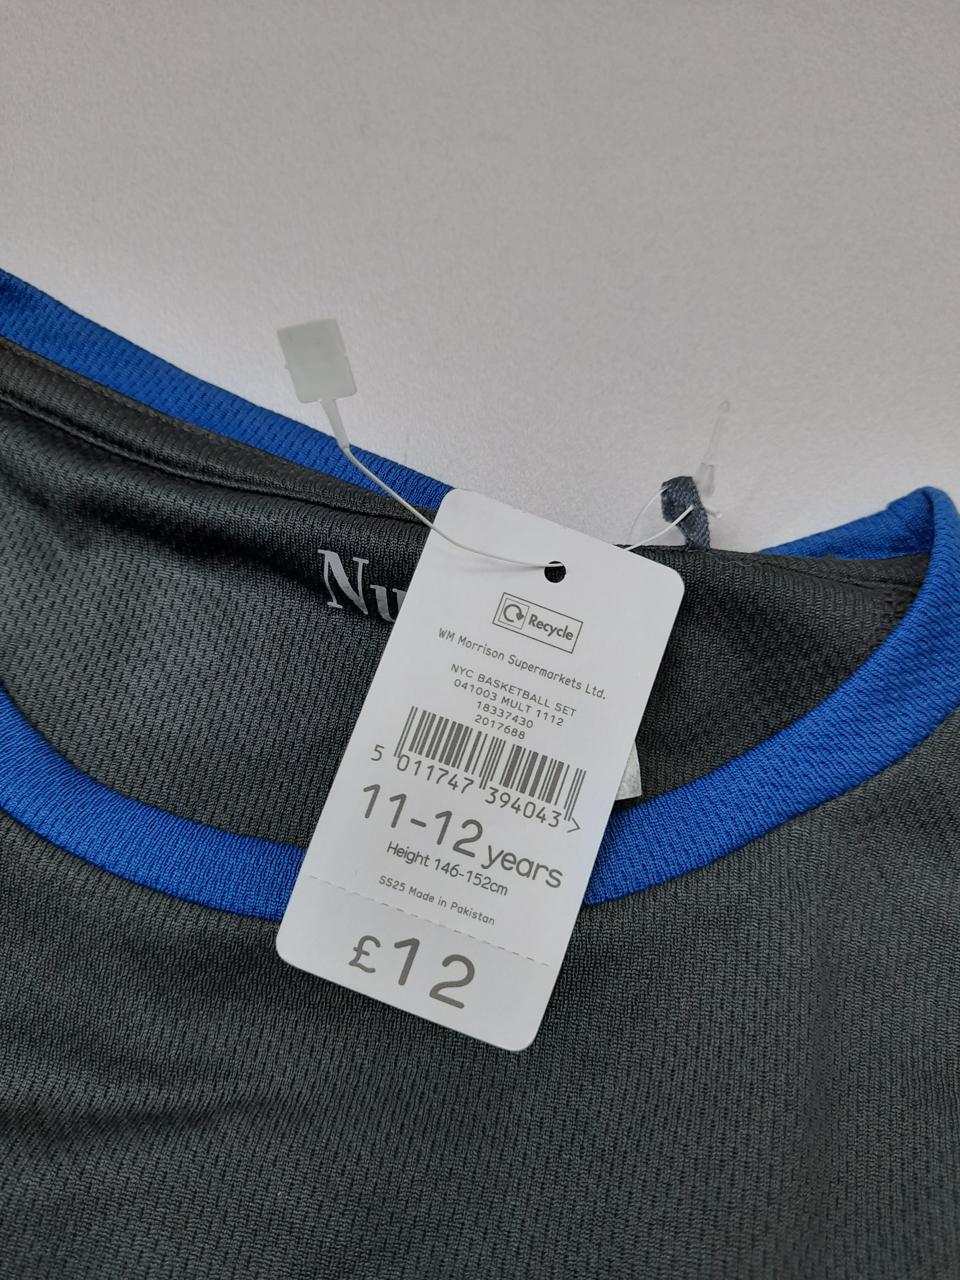 Nu
Recycle
WM Morrison Supermarkets Ltd.
NYC BASKETBALL SET
041003 MULT 1112
18337430
2017688
5 011747 394043 >
11-12 years
Height 146-152cm
SS25 Made in Pakistan
£12